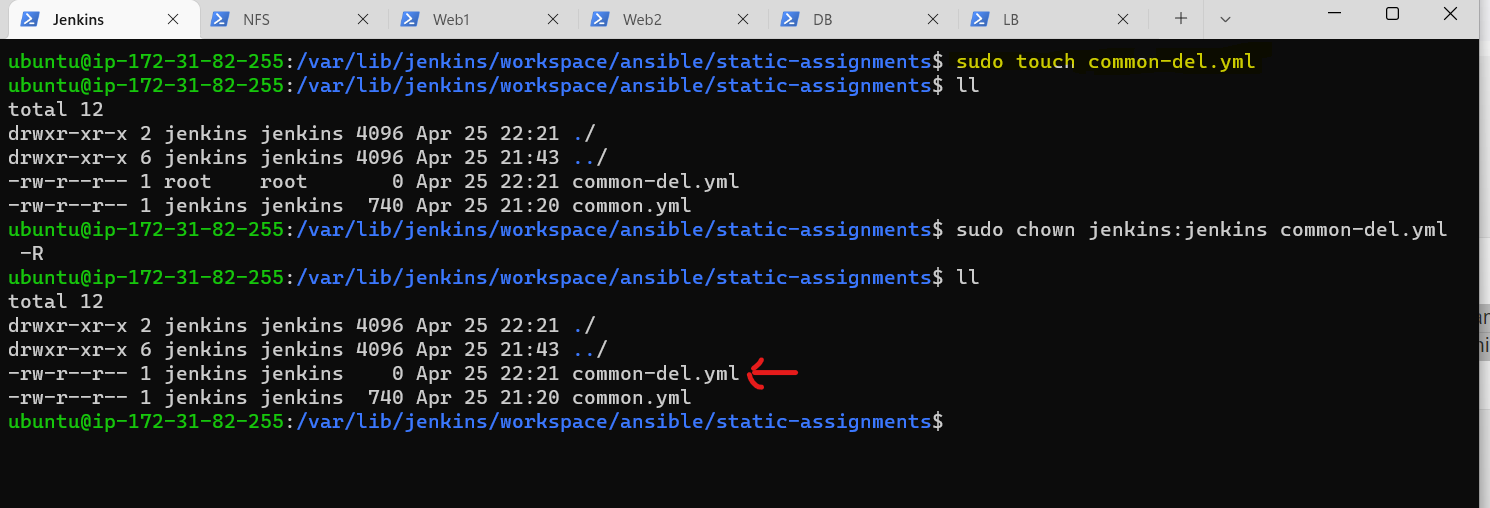 Jenkins NFS Web1 Web2 DB LB
ubuntu@ip-172-31-82-255:/var/lib/jenkins/workspace/ansible/static-assignments$ sudo touch common-del.yml
ubuntu@ip-172-31-82-255:/var/lib/jenkins/workspace/ansible/static-assignments$ ll
total 12
drwxr-xr-x 2 jenkins jenkins 4096 Apr 25 22:21 ./
drwxr-xr-x 6 jenkins jenkins 4096 Apr 25 21:43 ../
-rw-r--r-- 1 root    root       0 Apr 25 22:21 common-del.yml
-rw-r--r-- 1 jenkins jenkins  740 Apr 25 21:20 common.yml
ubuntu@ip-172-31-82-255:/var/lib/jenkins/workspace/ansible/static-assignments$ sudo chown jenkins:jenkins common-del.yml
 -R
ubuntu@ip-172-31-82-255:/var/lib/jenkins/workspace/ansible/static-assignments$ ll
total 12
drwxr-xr-x 2 jenkins jenkins 4096 Apr 25 22:21 ./
drwxr-xr-x 6 jenkins jenkins 4096 Apr 25 21:43 ../
-rw-r--r-- 1 jenkins jenkins    0 Apr 25 22:21 common-del.yml
-rw-r--r-- 1 jenkins jenkins  740 Apr 25 21:20 common.yml
ubuntu@ip-172-31-82-255:/var/lib/jenkins/workspace/ansible/static-assignments$